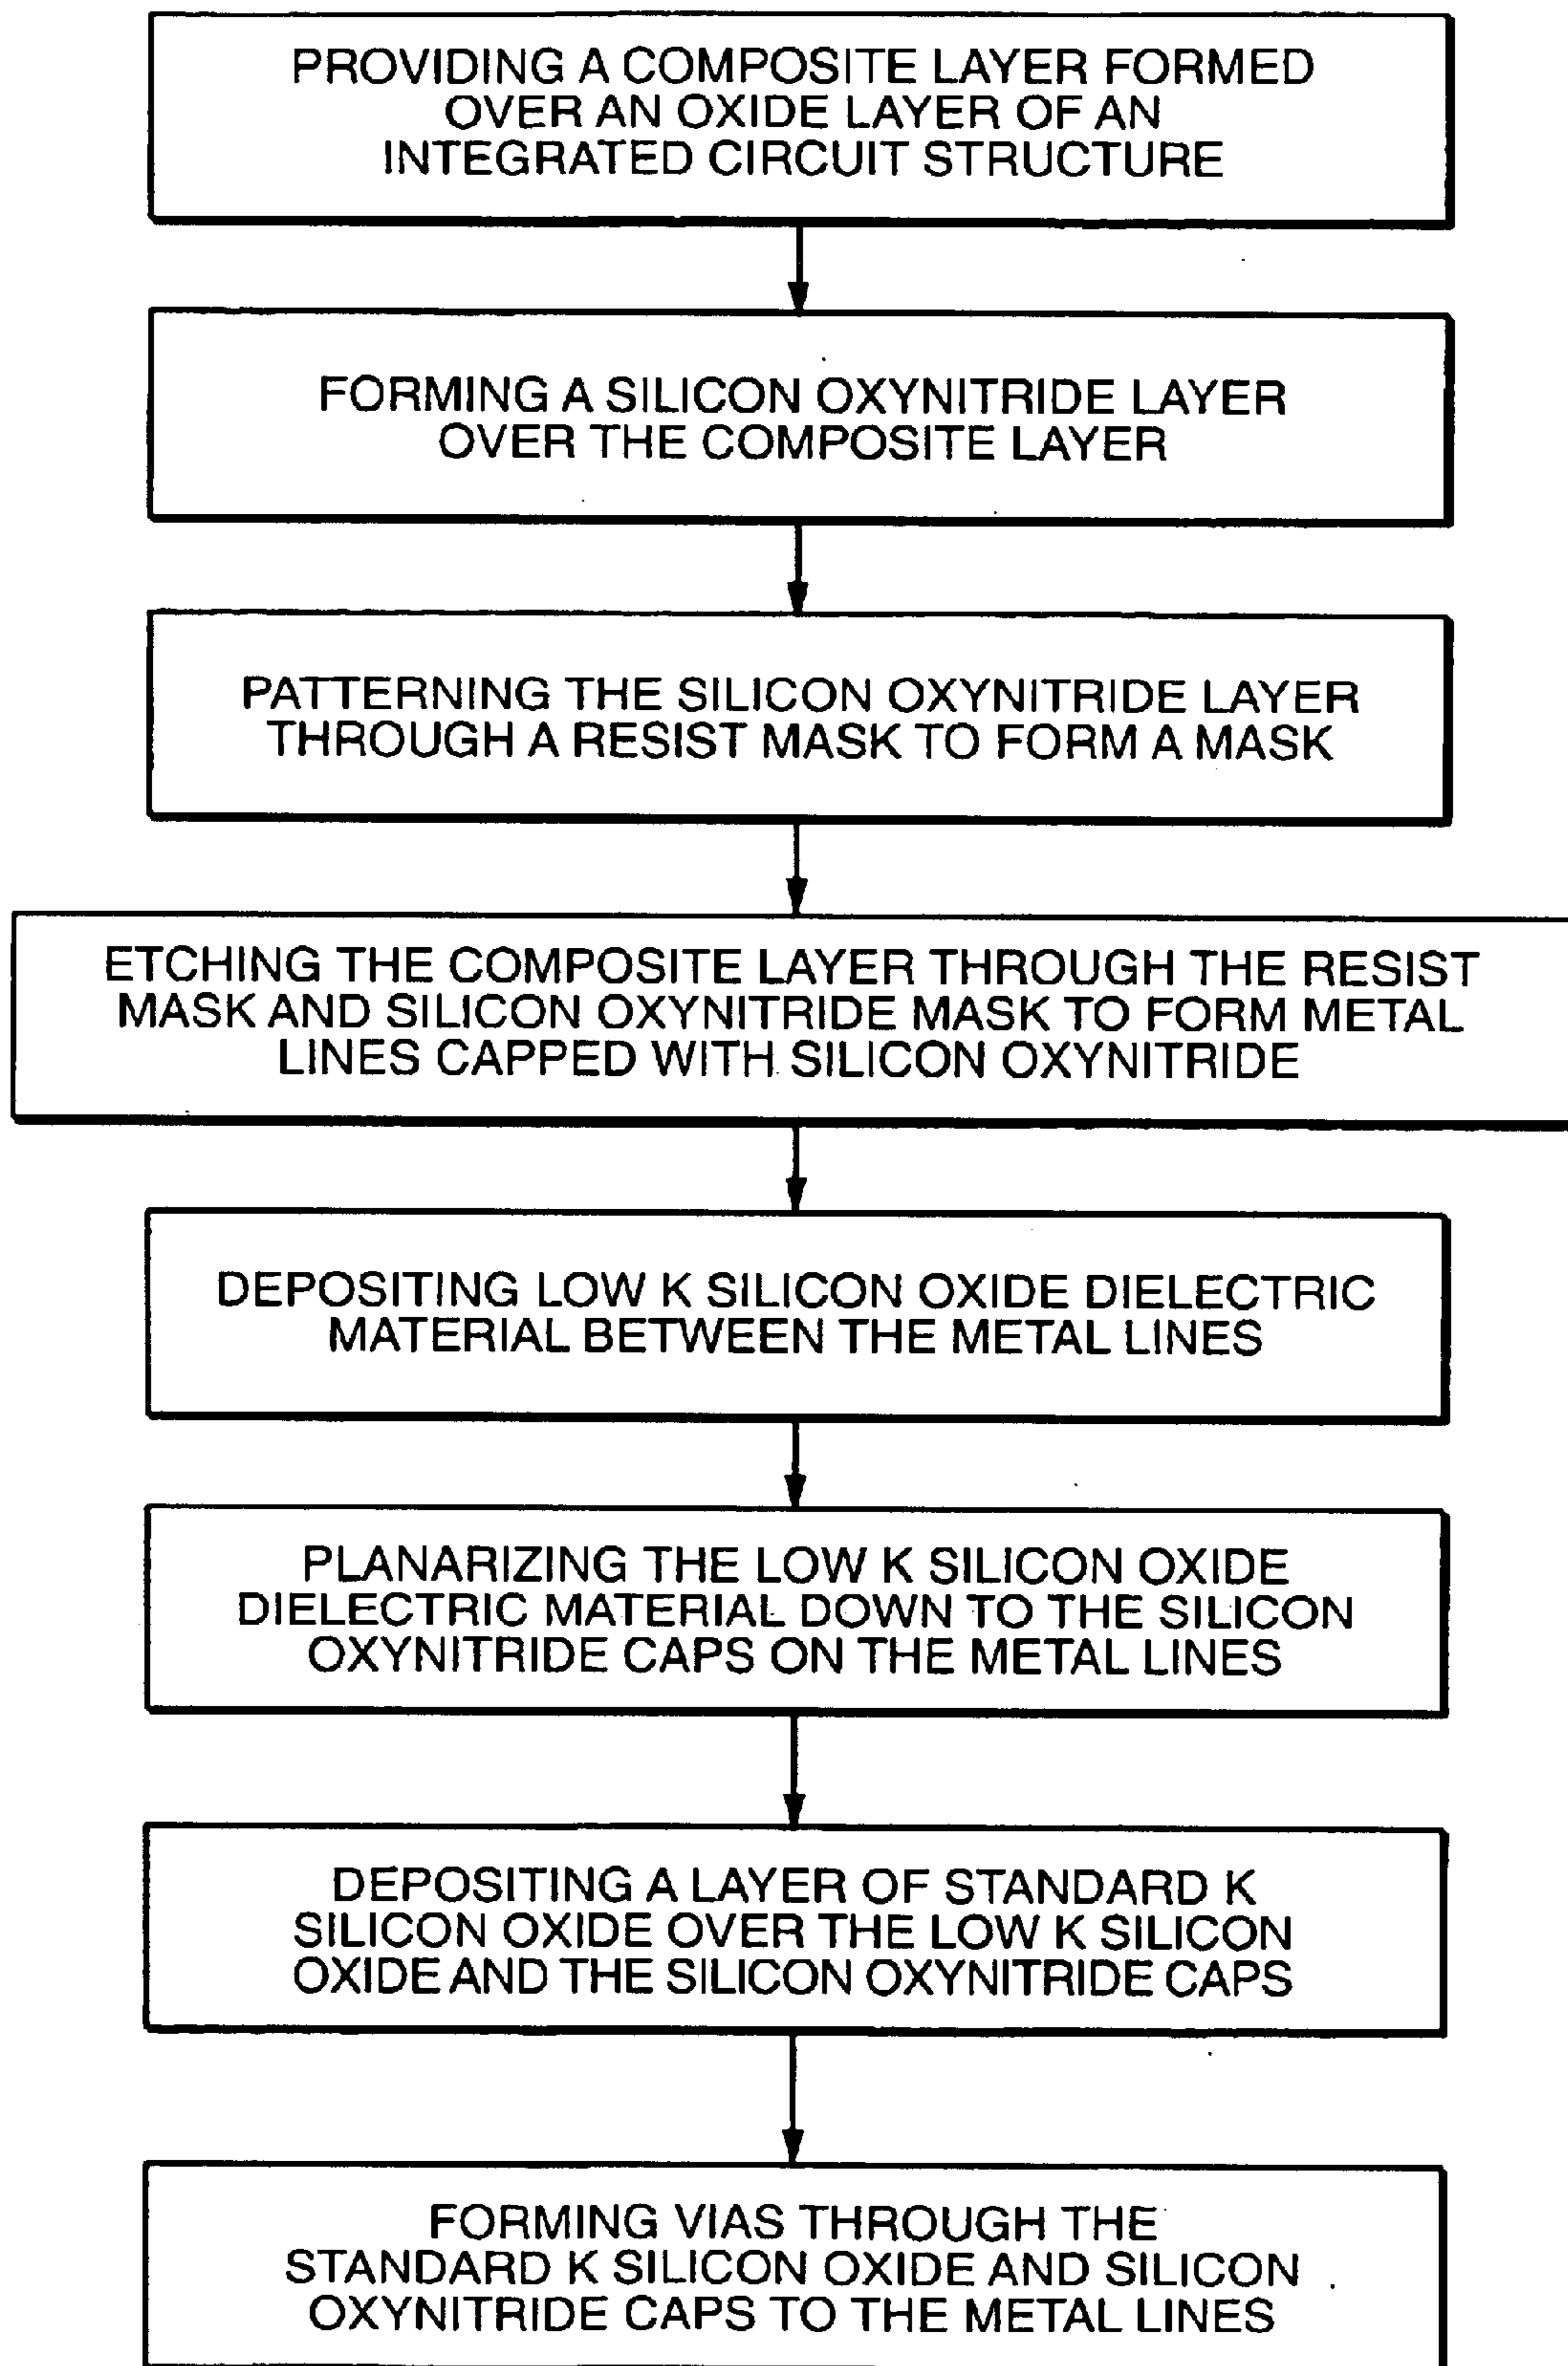 PROVIDING A COMPOSITE LAYER FORMED
OVER AN OXIDE LAYER OF AN
INTEGRATED CIRCUIT STRUCTURE
FORMING A SILICON OXYNITRIDE LAYER
OVER THE COMPOSITE LAYER
PATTERNING THE SILICON OXYNITRIDE LAYER
THROUGH A RESIST MASK TO FORM A MASK
ETCHING THE COMPOSITE LAYER THROUGH THE RESIST
MASK AND SILICON OXYNITRIDE MASK TO FORM METAL
LINES CAPPED WITH SILICON OXYNITRIDE
DEPOSITING LOW K SILICON OXIDE DIELECTRIC
MATERIAL BETWEEN THE METAL LINES
PLANARIZING THE LOW K SILICON OXIDE
DIELECTRIC MATERIAL DOWN TO THE SILICON
OXYNITRIDE CAPS ON THE METAL LINES
DEPOSITING A LAYER OF STANDARD K
SILICON OXIDE OVER THE LOW K SILICON
OXIDE AND THE SILICON OXYNITRIDE CAPS
FORMING VIAS THROUGH THE
STANDARD K SILICON OXIDE AND SILICON
OXYNITRIDE CAPS TO THE METAL LINES